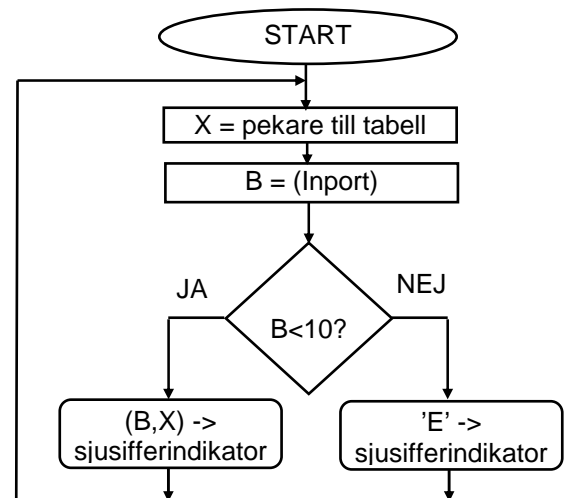 START
X = pekare till tabell
B = (Inport)
JA
NEJ
B<10?
(B,X) ->
sjusifferindikator
'E' ->
sjusifferindikator